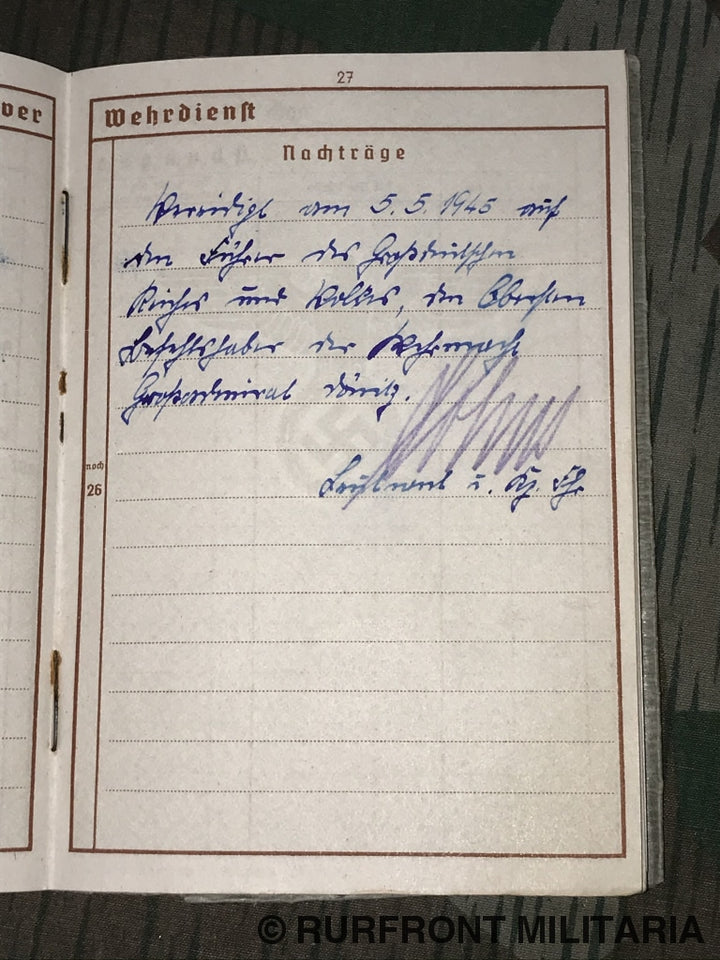 27
ver
Wehrdienst
Nachträge
Vereidigt am 5.5.1945 auf
den Führer des Großdeutschen
Reiches und Volkes, den Obersten
Befehlshaber der Wehrmacht
Großadmiral Dönitz.
noch
26
Leutnant u. Kp. Fhr
© RURFRONT MILITARIA